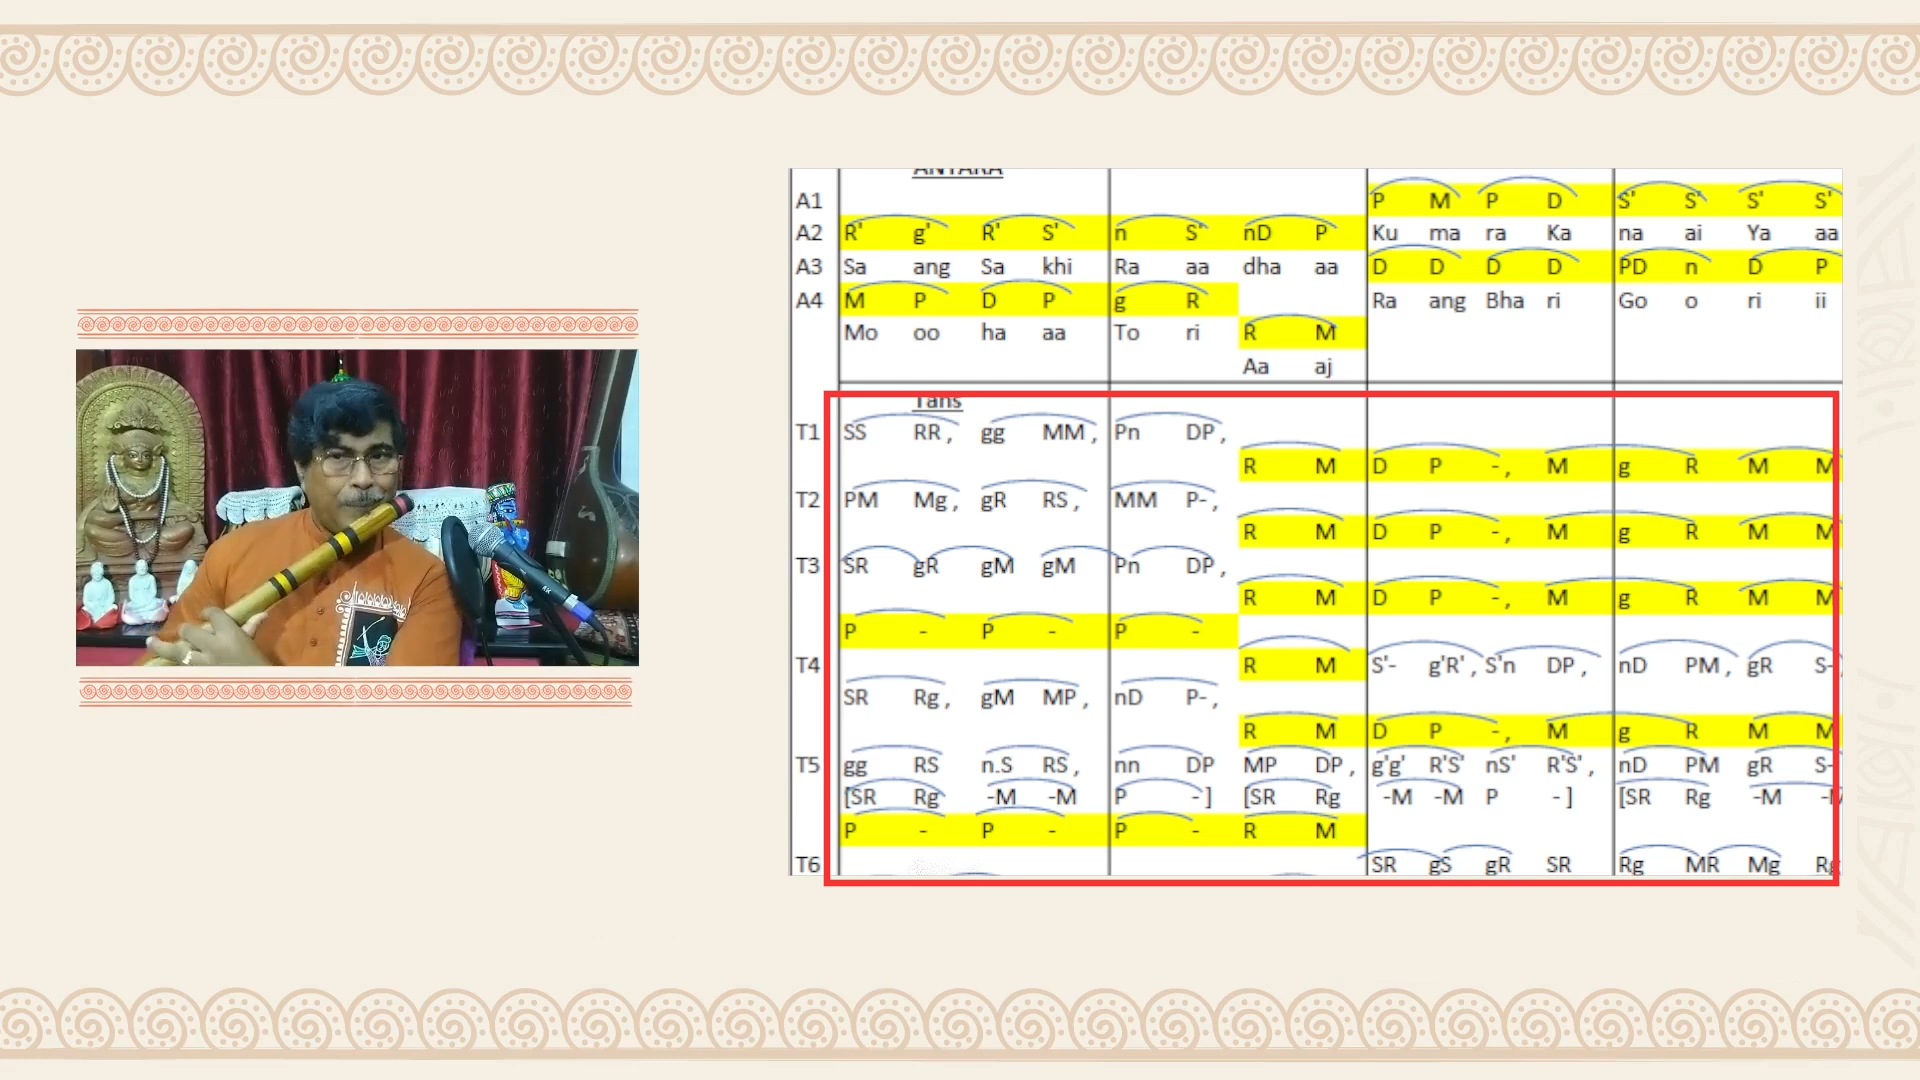 ANTARA
A1 P M P D S' S' S' S'
A2 R' g' R' S' n S' nD P Ku ma ra Ka na ai Ya aa
A3 Sa ang Sa khi Ra aa dha aa D D D D PD n D P
A4 M P D P g R Ra ang Bha ri Go o ri ii
Mo oo ha aa To ri R M
Aa aj
Tans
T1 SS RR , gg MM , Pn DP ,
R M D P - , M g R M M
T2 PM Mg , gR RS , MM P- ,
R M D P - , M g R M M
T3 SR gR gM gM Pn DP ,
R M D P - , M g R M M
P - P - P -
T4 R M S'- g'R' , S'n DP , nD PM , gR S-
SR Rg , gM MP , nD P- ,
R M D P - , M g R M M
T5 gg RS n.S RS , nn DP MP DP , g'g' R'S' nS' R'S' , nD PM gR S-
[SR Rg -M -M P - ] [SR Rg -M -M P - ] [SR Rg -M
P - P - P - R M
T6 SR gS gR SR Rg MR Mg Rg